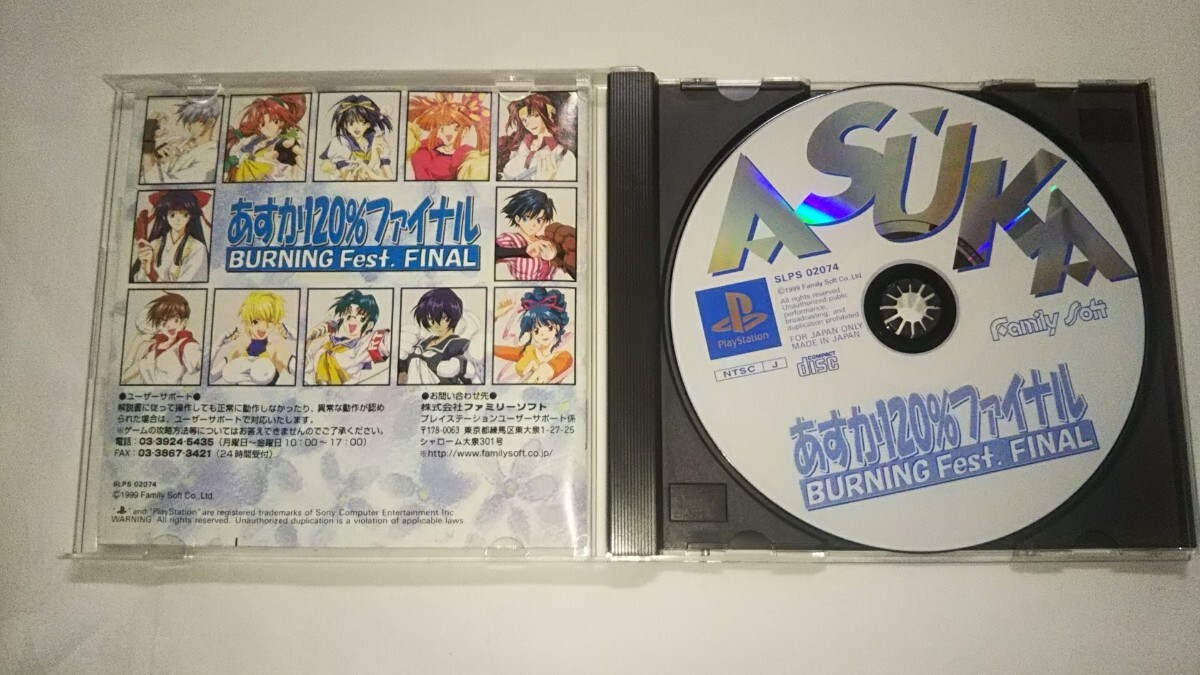 あすか120%ファイナル
BURNING Fest. FINAL
●ユーザーサポート●
解説書に従って操作しても正常に動作しなかったり、異常な動作が認め
られた場合は、ユーザーサポートで対応いたします。
※ゲームの攻略方法等についてはお答えできませんのでご了承ください。
電話：03-3924-5435（月曜日〜金曜日 10：00〜17：00）
FAX：03-3867-3421（24時間受付）
●お問い合わせ先●
株式会社ファミリーソフト
プレイステーションユーザーサポート係
〒178-0063 東京都練馬区東大泉1-27-25
シャローム大泉301号
※http://www.familysoft.co.jp/
SLPS 02074
©1999 Family Soft Co.,Ltd.
" " and "PlayStation" are registered trademarks of Sony Computer Entertainment Inc.
WARNING: All rights reserved. Unauthorized duplication is a violation of applicable laws.
ASUKA
SLPS 02074
©1999 Family Soft Co., Ltd.
All rights reserved.
Unauthorized public
performance,
broadcasting, and
duplication prohibited
FOR JAPAN ONLY
MADE IN JAPAN
PlayStation
NTSC J
COMPACT
disc
Family Soft
あすか120%ファイナル
BURNING Fest. FINAL